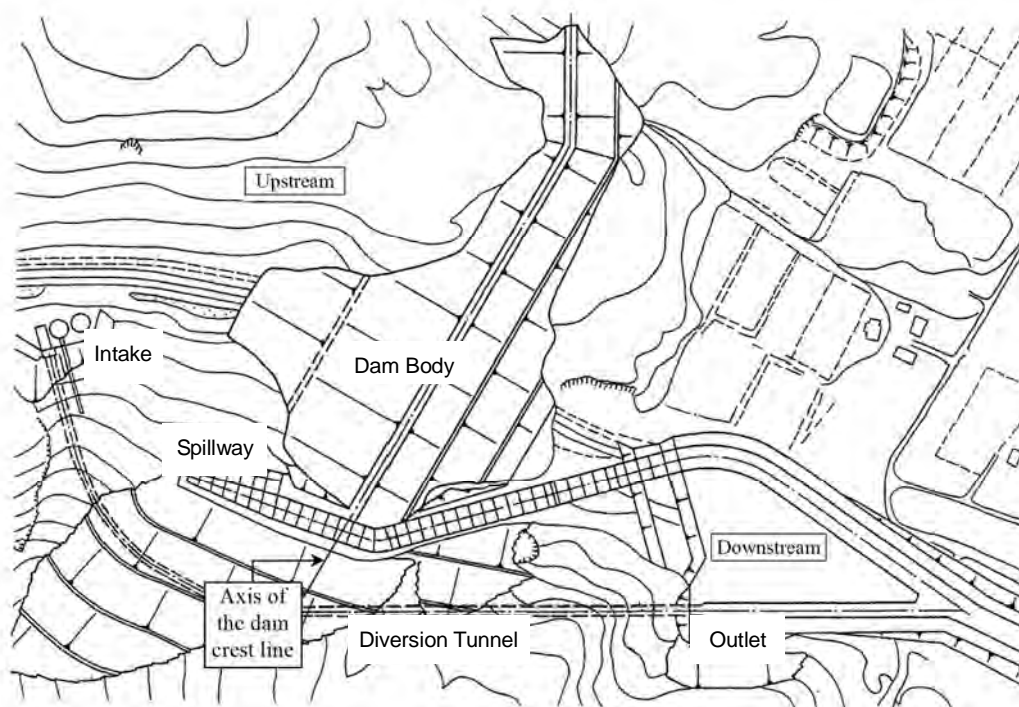 Upstream
Intake
Dam Body
Spillway
Downstream
Axis of
the dam
crest line
Diversion Tunnel
Outlet